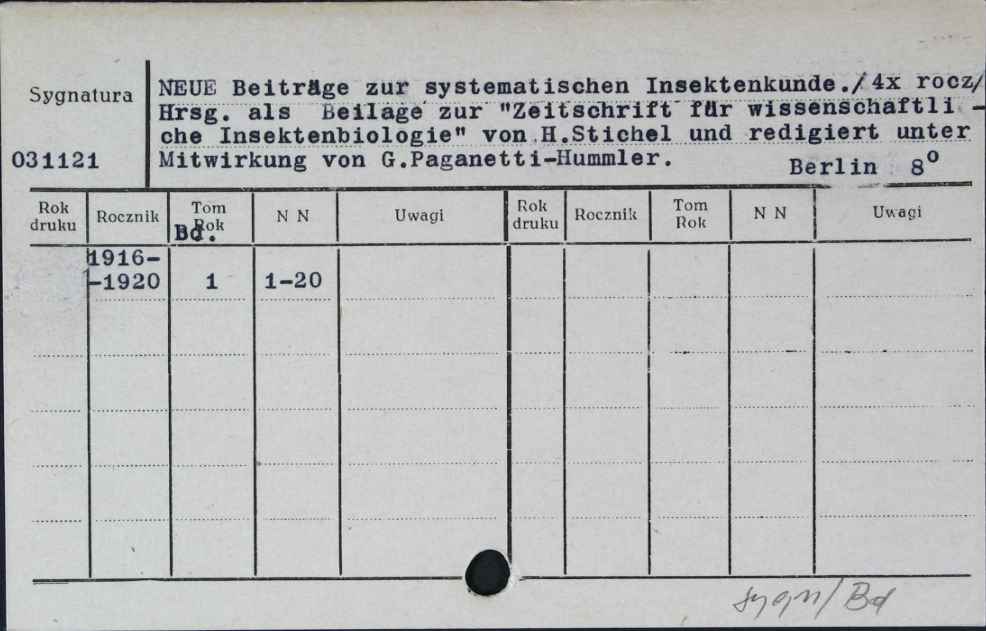 Sygnatura
031121
NEUE Beiträge zur systematischen Insektenkunde./4x rocz/
Hrsg. als Beilage zur "Zeitschrift für wissenschaftli-
che Insektenbiologie" von H.Stichel und redigiert unter
Mitwirkung von G.Paganetti-Hummler.
Berlin 8⁰
Rok druku Rocznik Tom Rok Bd. N N Uwagi Rok druku Rocznik Tom Rok N N Uwagi
1916-
-1920 1 1-20
sygn/Bd